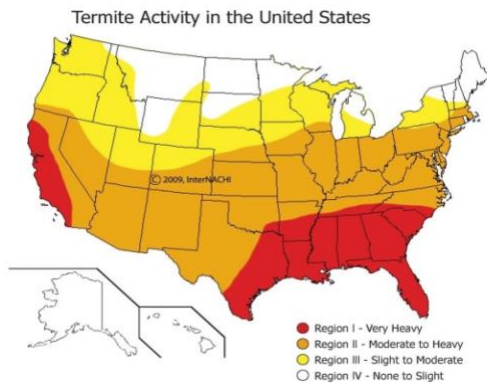 Termite Activity in the United States
© 2009, InterNACHI
Region I - Very Heavy
Region II - Moderate to Heavy
Region III - Slight to Moderate
Region IV - None to Slight